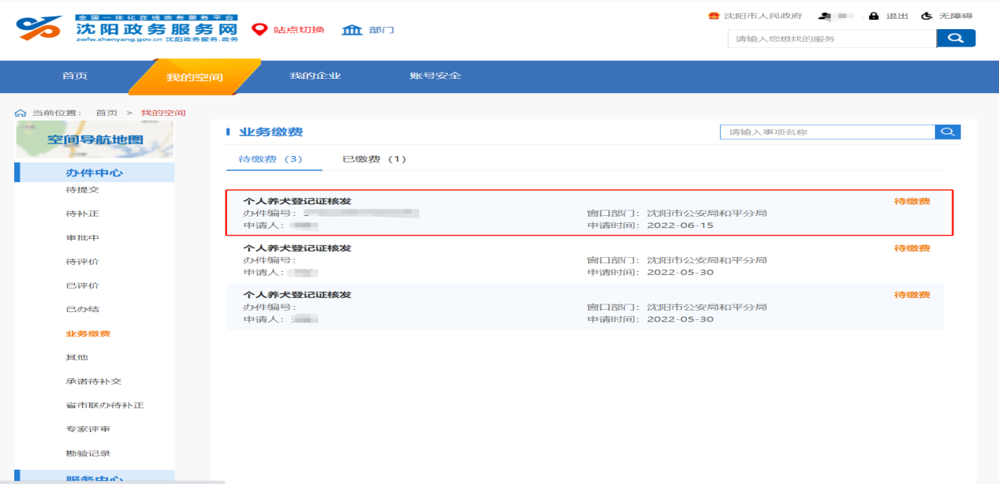 全国一体化在线政务服务平台
沈阳政务服务网
zwfw.shenyang.gov.cn 沈阳政务服务.政务
站点切换
部门
沈阳市人民政府
退出
无障碍
请输入您想找的服务
首页
我的空间
我的企业
账号安全
当前位置： 首页 > 我的空间
空间导航地图
办件中心
待提交
待补正
审批中
待评价
已评价
已办结
业务缴费
其他
承诺待补交
省市联办待补正
专家评审
勘验记录
服务中心
业务缴费
请输入事项名称
待缴费（3）
已缴费（1）
个人养犬登记证核发
待缴费
办件编号：
窗口部门：沈阳市公安局和平分局
申请人：
申请时间：2022-06-15
个人养犬登记证核发
待缴费
办件编号：
窗口部门：沈阳市公安局和平分局
申请人：
申请时间：2022-05-30
个人养犬登记证核发
待缴费
办件编号：
窗口部门：沈阳市公安局和平分局
申请人：
申请时间：2022-05-30